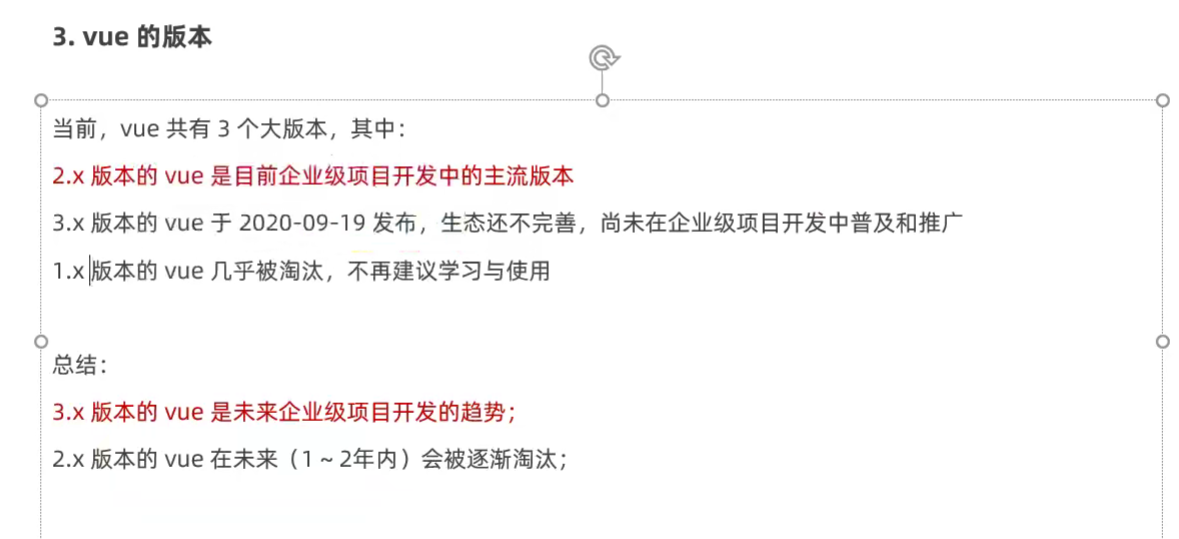 3. vue 的版本
当前，vue 共有 3 个大版本，其中：
2.x 版本的 vue 是目前企业级项目开发中的主流版本
3.x 版本的 vue 于 2020-09-19 发布，生态还不完善，尚未在企业级项目开发中普及和推广
1.x 版本的 vue 几乎被淘汰，不再建议学习与使用
总结：
3.x 版本的 vue 是未来企业级项目开发的趋势；
2.x 版本的 vue 在未来（1 ~ 2年内）会被逐渐淘汰；